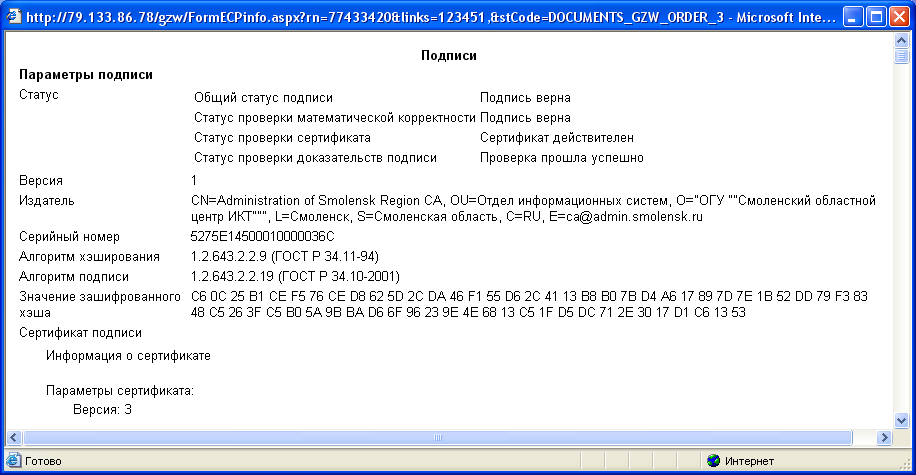 http://79.133.86.78/gzw/FormECPinfo.aspx?rn=77433420&links=123451,&stCode=DOCUMENTS_GZW_ORDER_3 - Microsoft Inte...
Подписи
Параметры подписи
Статус
Общий статус подписи Подпись верна
Статус проверки математической корректности Подпись верна
Статус проверки сертификата Сертификат действителен
Статус проверки доказательств подписи Проверка прошла успешно
Версия 1
Издатель CN=Administration of Smolensk Region CA, OU=Отдел информационных систем, O="ОГУ ""Смоленский областной
центр ИКТ""", L=Смоленск, S=Смоленская область, C=RU, E=ca@admin.smolensk.ru
Серийный номер 5275E14500010000036C
Алгоритм хэширования 1.2.643.2.2.9 (ГОСТ Р 34.11-94)
Алгоритм подписи 1.2.643.2.2.19 (ГОСТ Р 34.10-2001)
Значение зашифрованного C6 0C 25 B1 CE F5 76 CE D8 62 5D 2C DA 46 F1 55 D6 2C 41 13 B8 B0 7B D4 A6 17 89 7D 7E 1B 52 DD 79 F3 83
хэша 48 C5 26 3F C5 B0 5A 9B BA D6 6F 96 23 9E 4E 68 13 C5 1F D5 DC 71 2E 30 17 D1 C6 13 53
Сертификат подписи
Информация о сертификате
Параметры сертификата:
Версия: 3
Готово Интернет